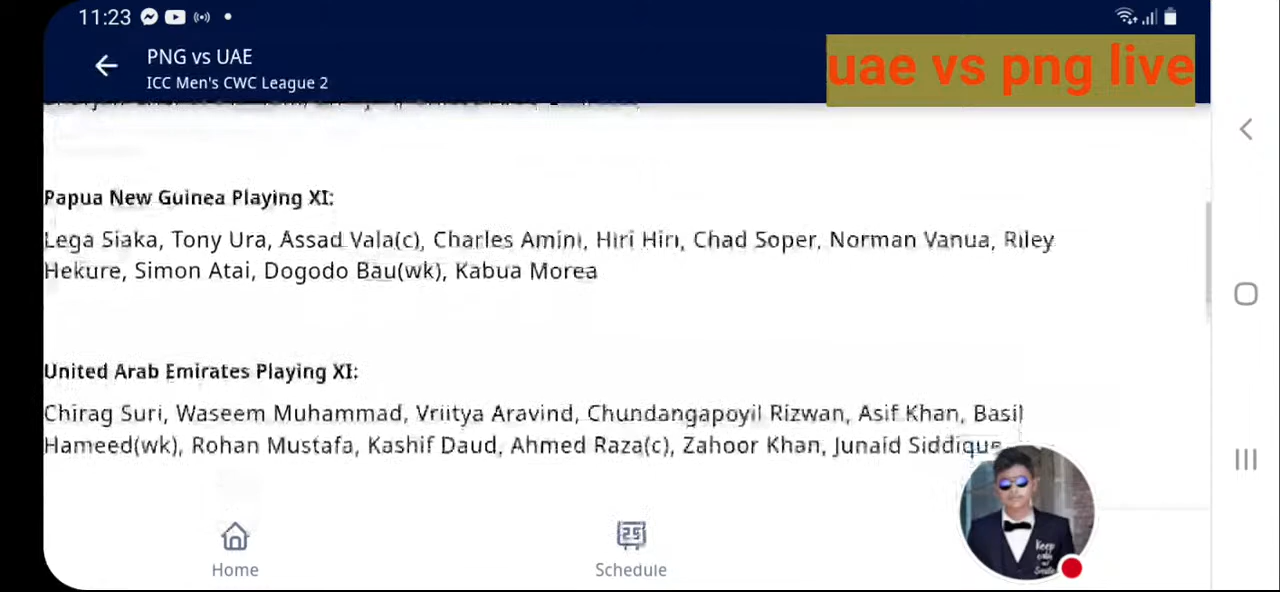 11:23
PNG vs UAE
ICC Men's CWC League 2
uae vs png live
Papua New Guinea Playing XI:
Lega Siaka, Tony Ura, Assad Vala(c), Charles Amini, Hiri Hiri, Chad Soper, Norman Vanua, Riley
Hekure, Simon Atai, Dogodo Bau(wk), Kabua Morea
United Arab Emirates Playing XI:
Chirag Suri, Waseem Muhammad, Vriitya Aravind, Chundangapoyil Rizwan, Asif Khan, Basil
Hameed(wk), Rohan Mustafa, Kashif Daud, Ahmed Raza(c), Zahoor Khan, Junaid Siddique
Keep
Smile
Home
Schedule